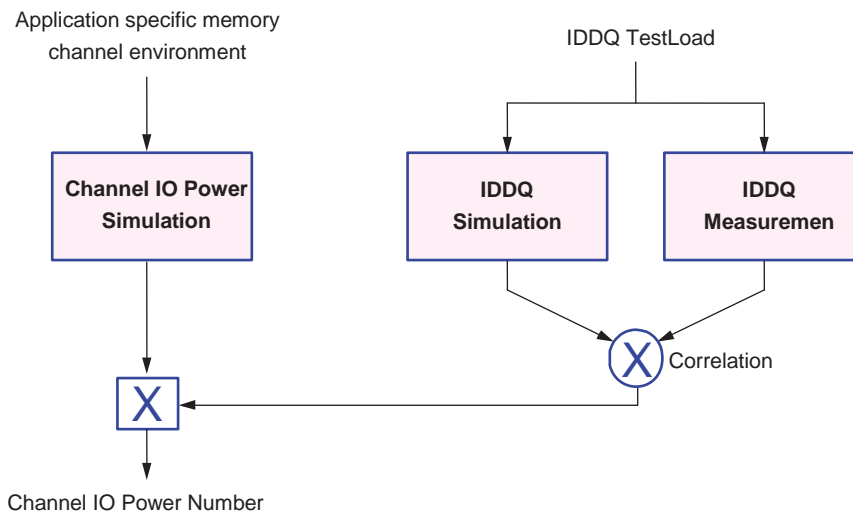 Application specific memory
channel environment
IDDQ TestLoad
Channel IO Power
Simulation
IDDQ
Simulation
IDDQ
Measuremen
X
Correlation
X
Channel IO Power Number